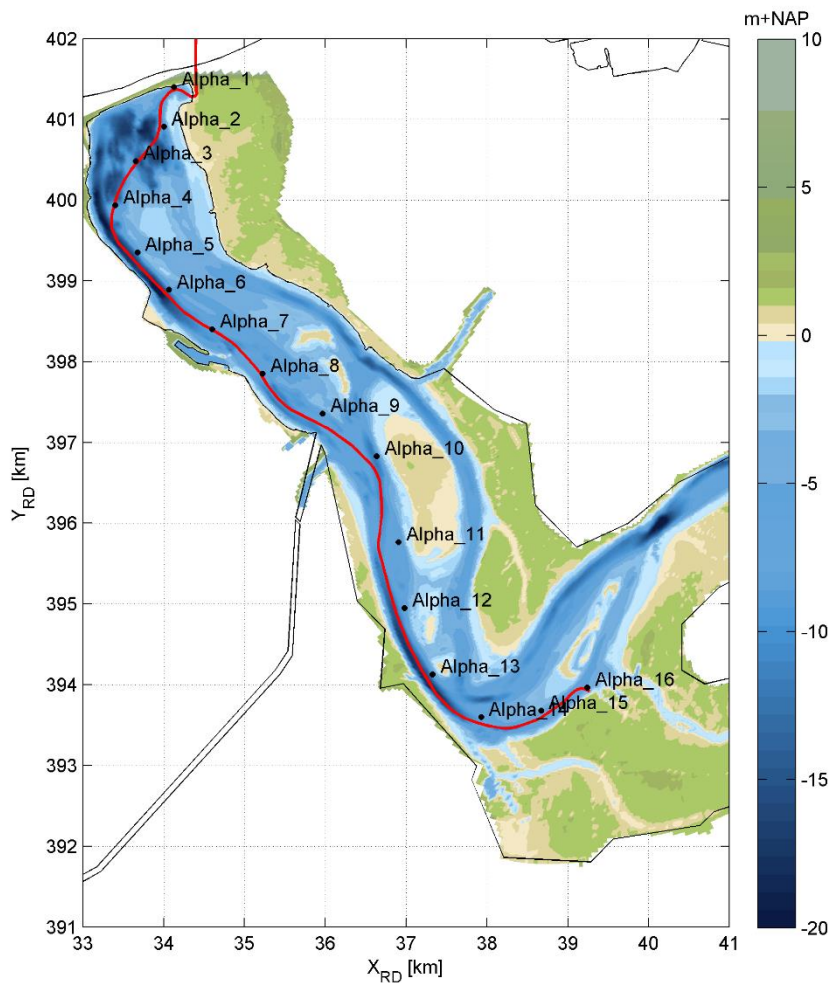 m+NAP
402
401
400
399
398
397
396
395
394
393
392
391
Y_RD [km]
33
34
35
36
37
38
39
40
41
X_RD [km]
Alpha_1
Alpha_2
Alpha_3
Alpha_4
Alpha_5
Alpha_6
Alpha_7
Alpha_8
Alpha_9
Alpha_10
Alpha_11
Alpha_12
Alpha_13
Alpha_16
Alpha_15
Alpha_14
10
5
0
-5
-10
-15
-20